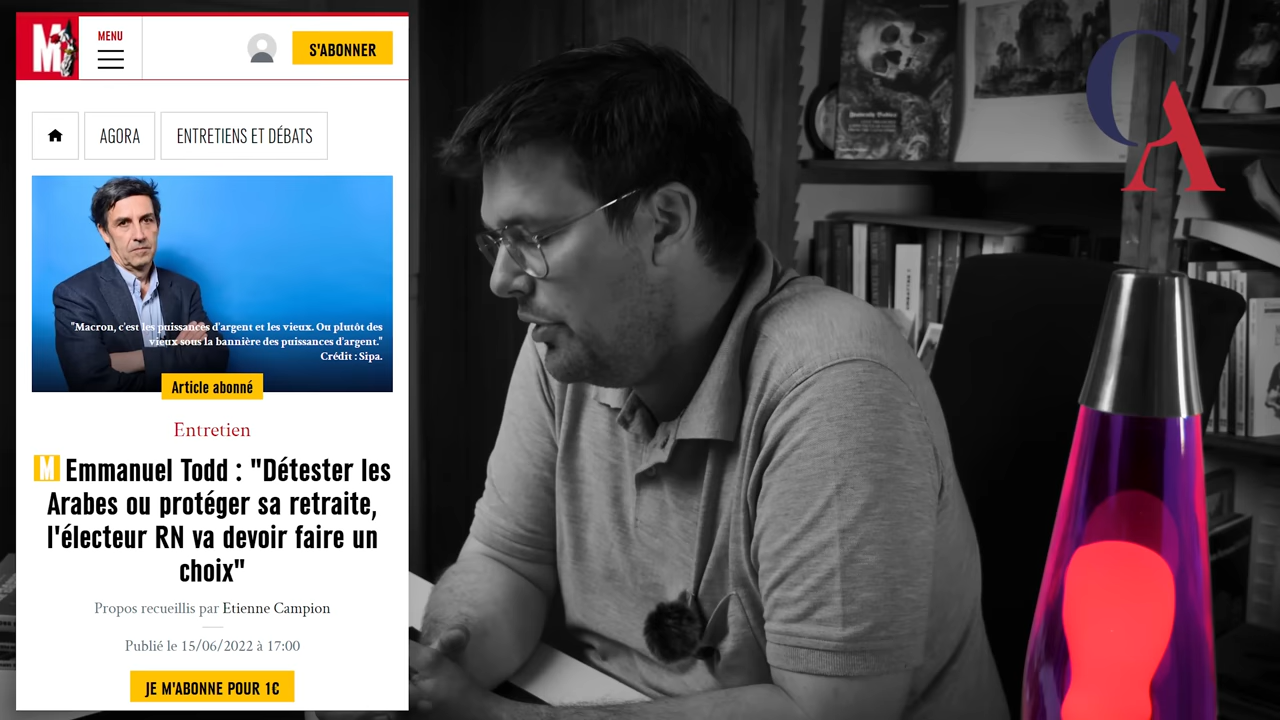 M
MENU
S'ABONNER
AGORA
ENTRETIENS ET DÉBATS
"Macron, c'est les puissances d'argent et les vieux. Ou plutôt des
vieux sous la bannière des puissances d'argent."
Crédit : Sipa.
Article abonné
Entretien
M Emmanuel Todd : "Détester les
Arabes ou protéger sa retraite,
l'électeur RN va devoir faire un
choix"
Propos recueillis par Etienne Campion
Publié le 15/06/2022 à 17:00
JE M'ABONNE POUR 1€
CA